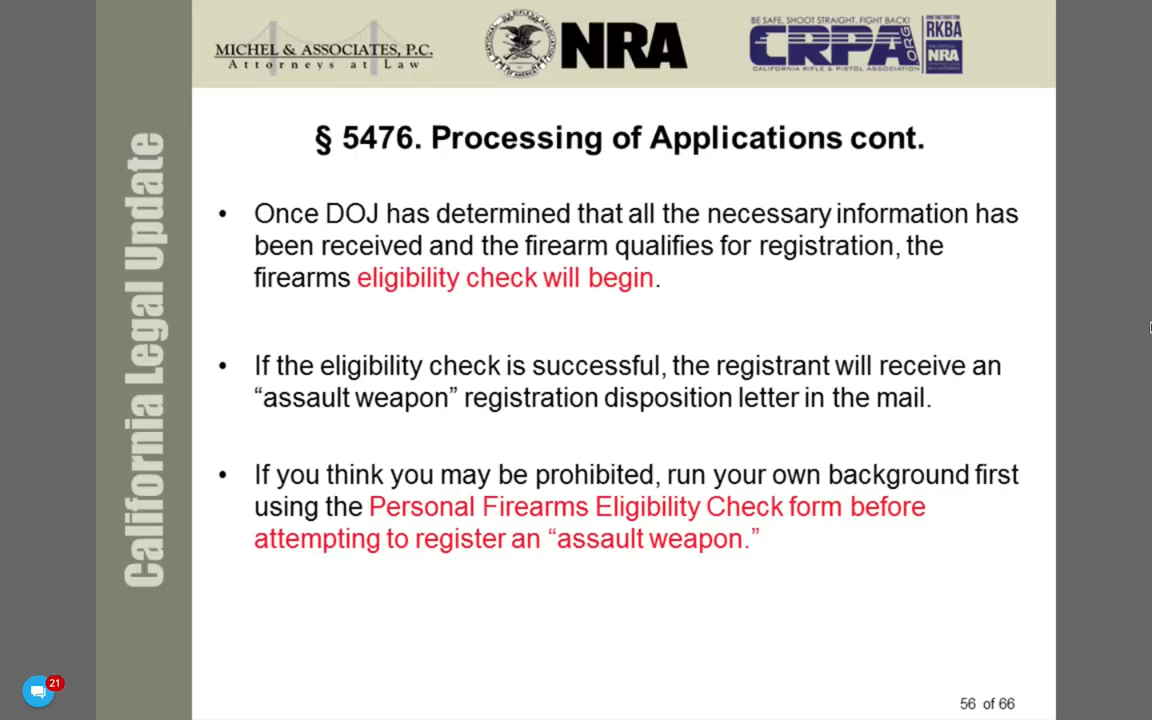 MICHEL & ASSOCIATES, P.C.
Attorneys at Law
NRA
BE SAFE. SHOOT STRAIGHT. FIGHT BACK!
CRPA.ORG
CALIFORNIA RIFLE & PISTOL ASSOCIATION
RKBA
NRA
California Legal Update
§ 5476. Processing of Applications cont.
• Once DOJ has determined that all the necessary information has
been received and the firearm qualifies for registration, the
firearms eligibility check will begin.
• If the eligibility check is successful, the registrant will receive an
“assault weapon” registration disposition letter in the mail.
• If you think you may be prohibited, run your own background first
using the Personal Firearms Eligibility Check form before
attempting to register an “assault weapon.”
21
56 of 66